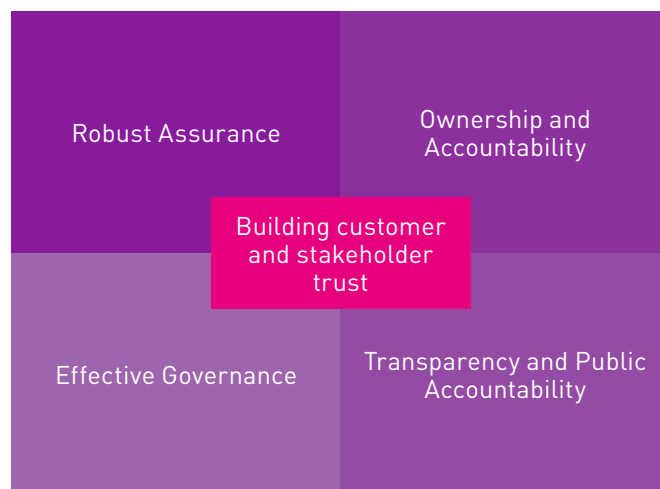 Robust Assurance
Ownership and
Accountability
Building customer
and stakeholder
trust
Effective Governance
Transparency and Public
Accountability